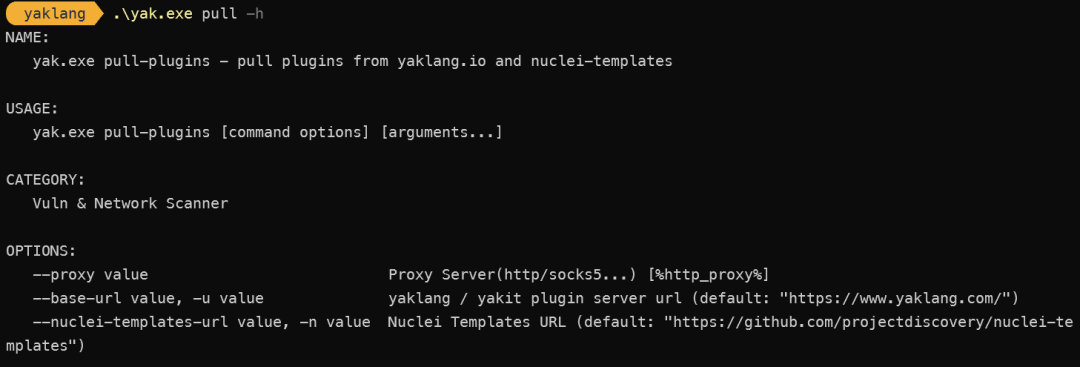 yaklang .\yak.exe pull -h
NAME:
   yak.exe pull-plugins - pull plugins from yaklang.io and nuclei-templates

USAGE:
   yak.exe pull-plugins [command options] [arguments...]

CATEGORY:
   Vuln & Network Scanner

OPTIONS:
   --proxy value                           Proxy Server(http/socks5...) [%http_proxy%]
   --base-url value, -u value              yaklang / yakit plugin server url (default: "https://www.yaklang.com/")
   --nuclei-templates-url value, -n value  Nuclei Templates URL (default: "https://github.com/projectdiscovery/nuclei-te
mplates")